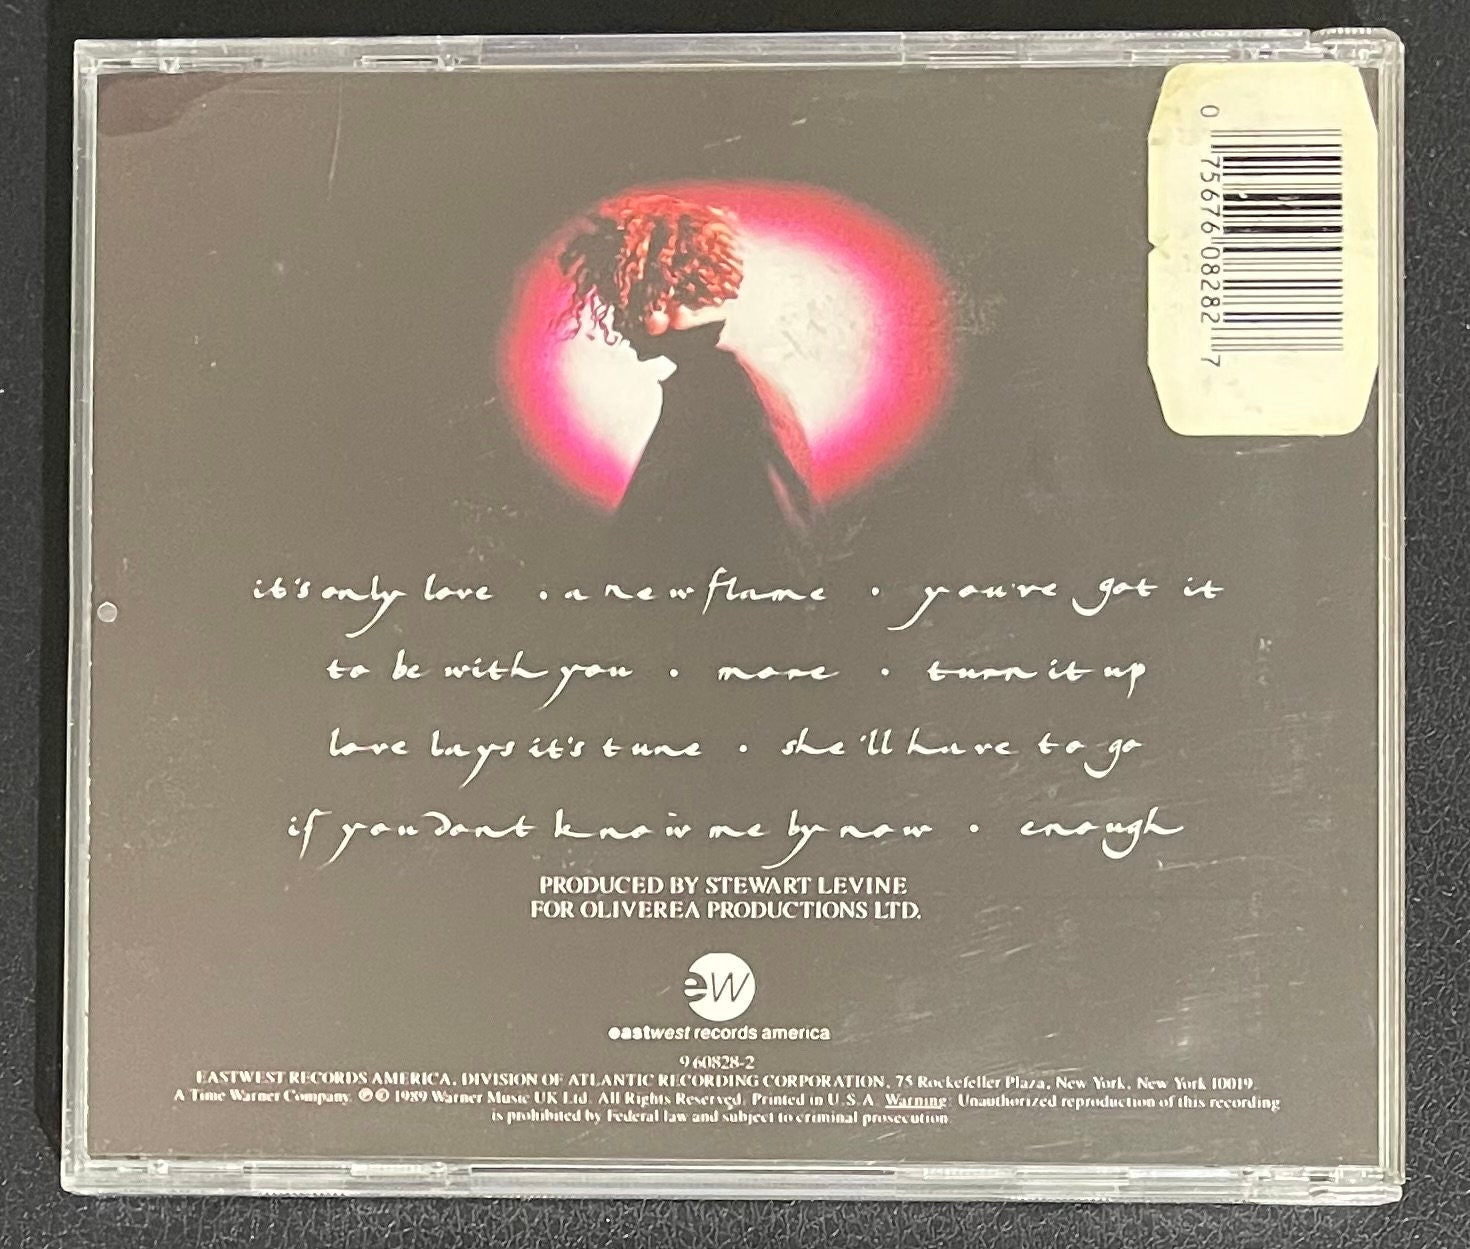 0 75676 08282 7
it's only love · a new flame · you've got it
to be with you · more · turn it up
love lays it's tune · she'll have to go
if you dont know me by now · enough
PRODUCED BY STEWART LEVINE
FOR OLIVEREA PRODUCTIONS LTD.
ew
eastwest records america
9 60828-2
EASTWEST RECORDS AMERICA, DIVISION OF ATLANTIC RECORDING CORPORATION, 75 Rockefeller Plaza, New York, New York 10019.
A Time Warner Company. ℗© 1989 Warner Music UK Ltd. All Rights Reserved. Printed in U.S.A. Warning: Unauthorized reproduction of this recording
is prohibited by Federal law and subject to criminal prosecution.